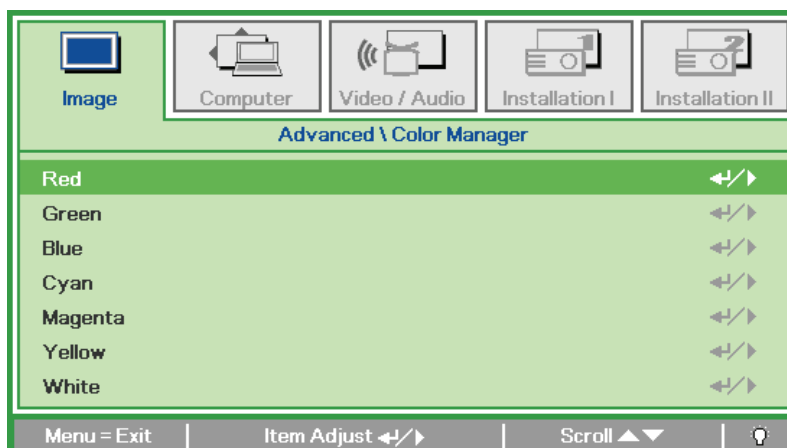 Image
Computer
Video / Audio
Installation I
Installation II
Advanced \ Color Manager
Red
Green
Blue
Cyan
Magenta
Yellow
White
Menu = Exit
Item Adjust
Scroll